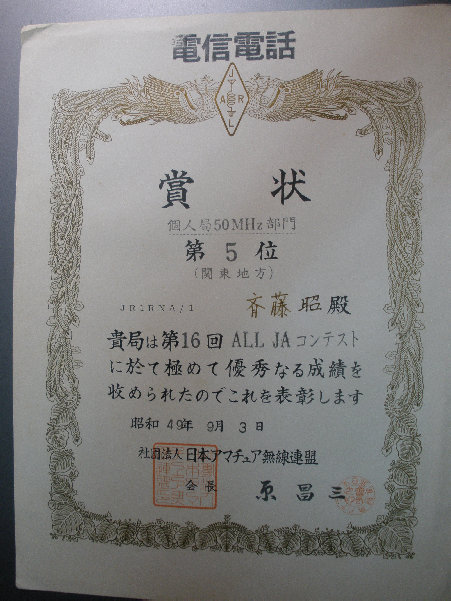 電信電話
J
A R
L
賞 状
個人局50MHz部門
第 5 位
(関東地方)
JR1RNA/1 斉藤 昭 殿
貴局は第16回 ALL JAコンテスト
に於て極めて優秀なる成績を
收められたのでこれを表彰します
昭和 49年 9月 3日
社団法人 日本アマチュア無線連盟
会長 原 昌 三